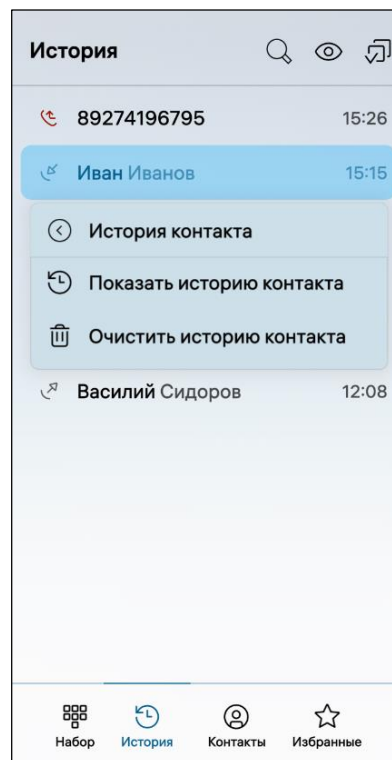 История
89274196795 15:26
Иван Иванов 15:15
История контакта
Показать историю контакта
Очистить историю контакта
Василий Сидоров 12:08
Набор История Контакты Избранные